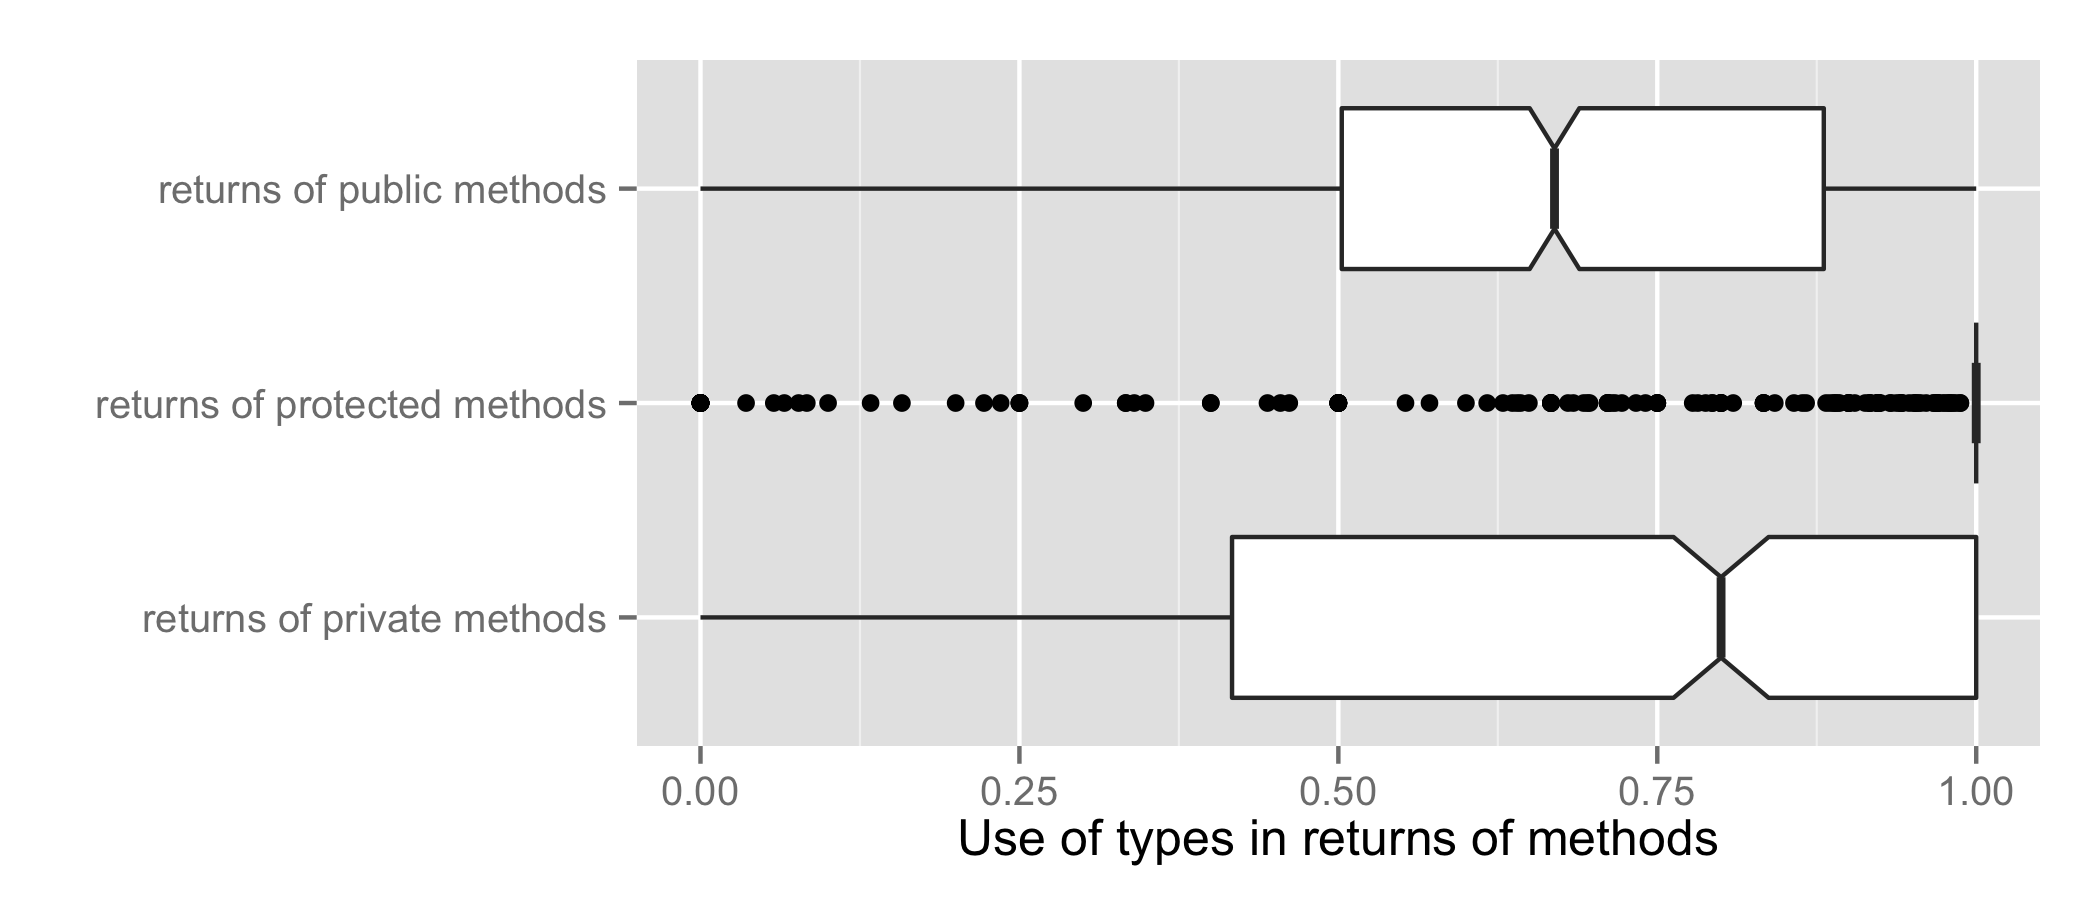 returns of public methods
returns of protected methods
returns of private methods
0.00 0.25 0.50 0.75 1.00
Use of types in returns of methods